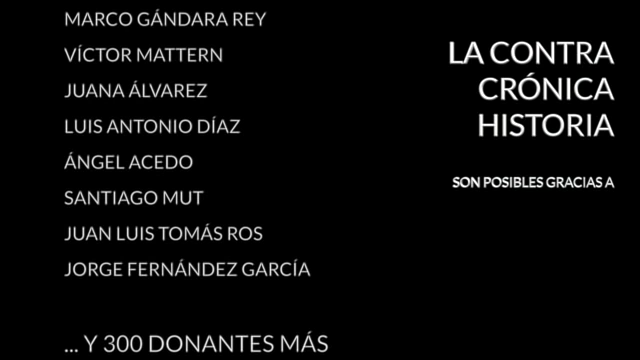 MARCO GÁNDARA REY
VÍCTOR MATTERN
JUANA ÁLVAREZ
LUIS ANTONIO DÍAZ
ÁNGEL ACEDO
SANTIAGO MUT
JUAN LUIS TOMÁS ROS
JORGE FERNÁNDEZ GARCÍA
... Y 300 DONANTES MÁS
LA CONTRA
CRÓNICA
HISTORIA
SON POSIBLES GRACIAS A